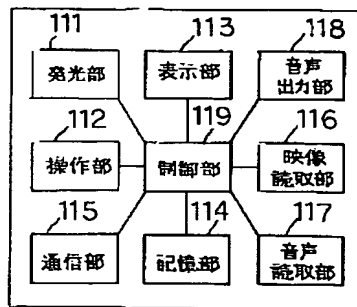 111
113
118
発光部
表示部
音声
出力部
112
119
116
操作部
制御部
映像
読取部
115
114
117
通信部
記憶部
音声
読取部